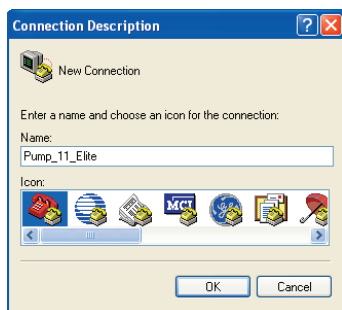 Connection Description
New Connection
Enter a name and choose an icon for the connection:
Name:
Pump_11_Elite
Icon:
MCI
OK
Cancel